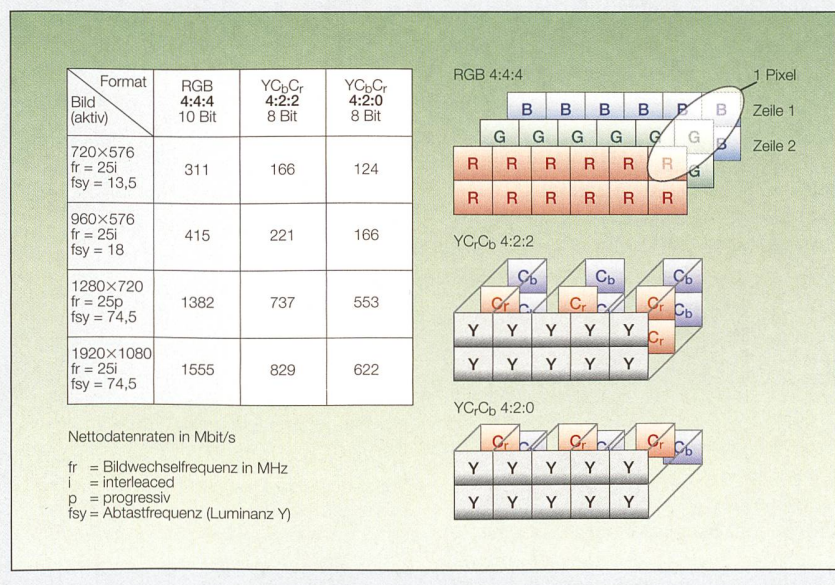 Format
Bild
(aktiv)
RGB
4:4:4
10 Bit
YCbCr
4:2:2
8 Bit
YCbCr
4:2:0
8 Bit
720×576
fr = 25i
fsy = 13,5
311 166 124
960×576
fr = 25i
fsy = 18
415 221 166
1280×720
fr = 25p
fsy = 74,5
1382 737 553
1920×1080
fr = 25i
fsy = 74,5
1555 829 622
Nettodatenraten in Mbit/s
fr = Bildwechselfrequenz in MHz
i = interleaced
p = progressiv
fsy = Abtastfrequenz (Luminanz Y)
RGB 4:4:4
1 Pixel
B B B B B B Zeile 1
G G G G G G B Zeile 2
R R R R R R G
R R R R R R
YCrCb 4:2:2
Cb Cb Cb
Cr C Cr C Cr Cb
Y Y Y Y Y Cr
Y Y Y Y Y
YCrCb 4:2:0
Cr C Cr C Cr Cb
Y Y Y Y Y
Y Y Y Y Y